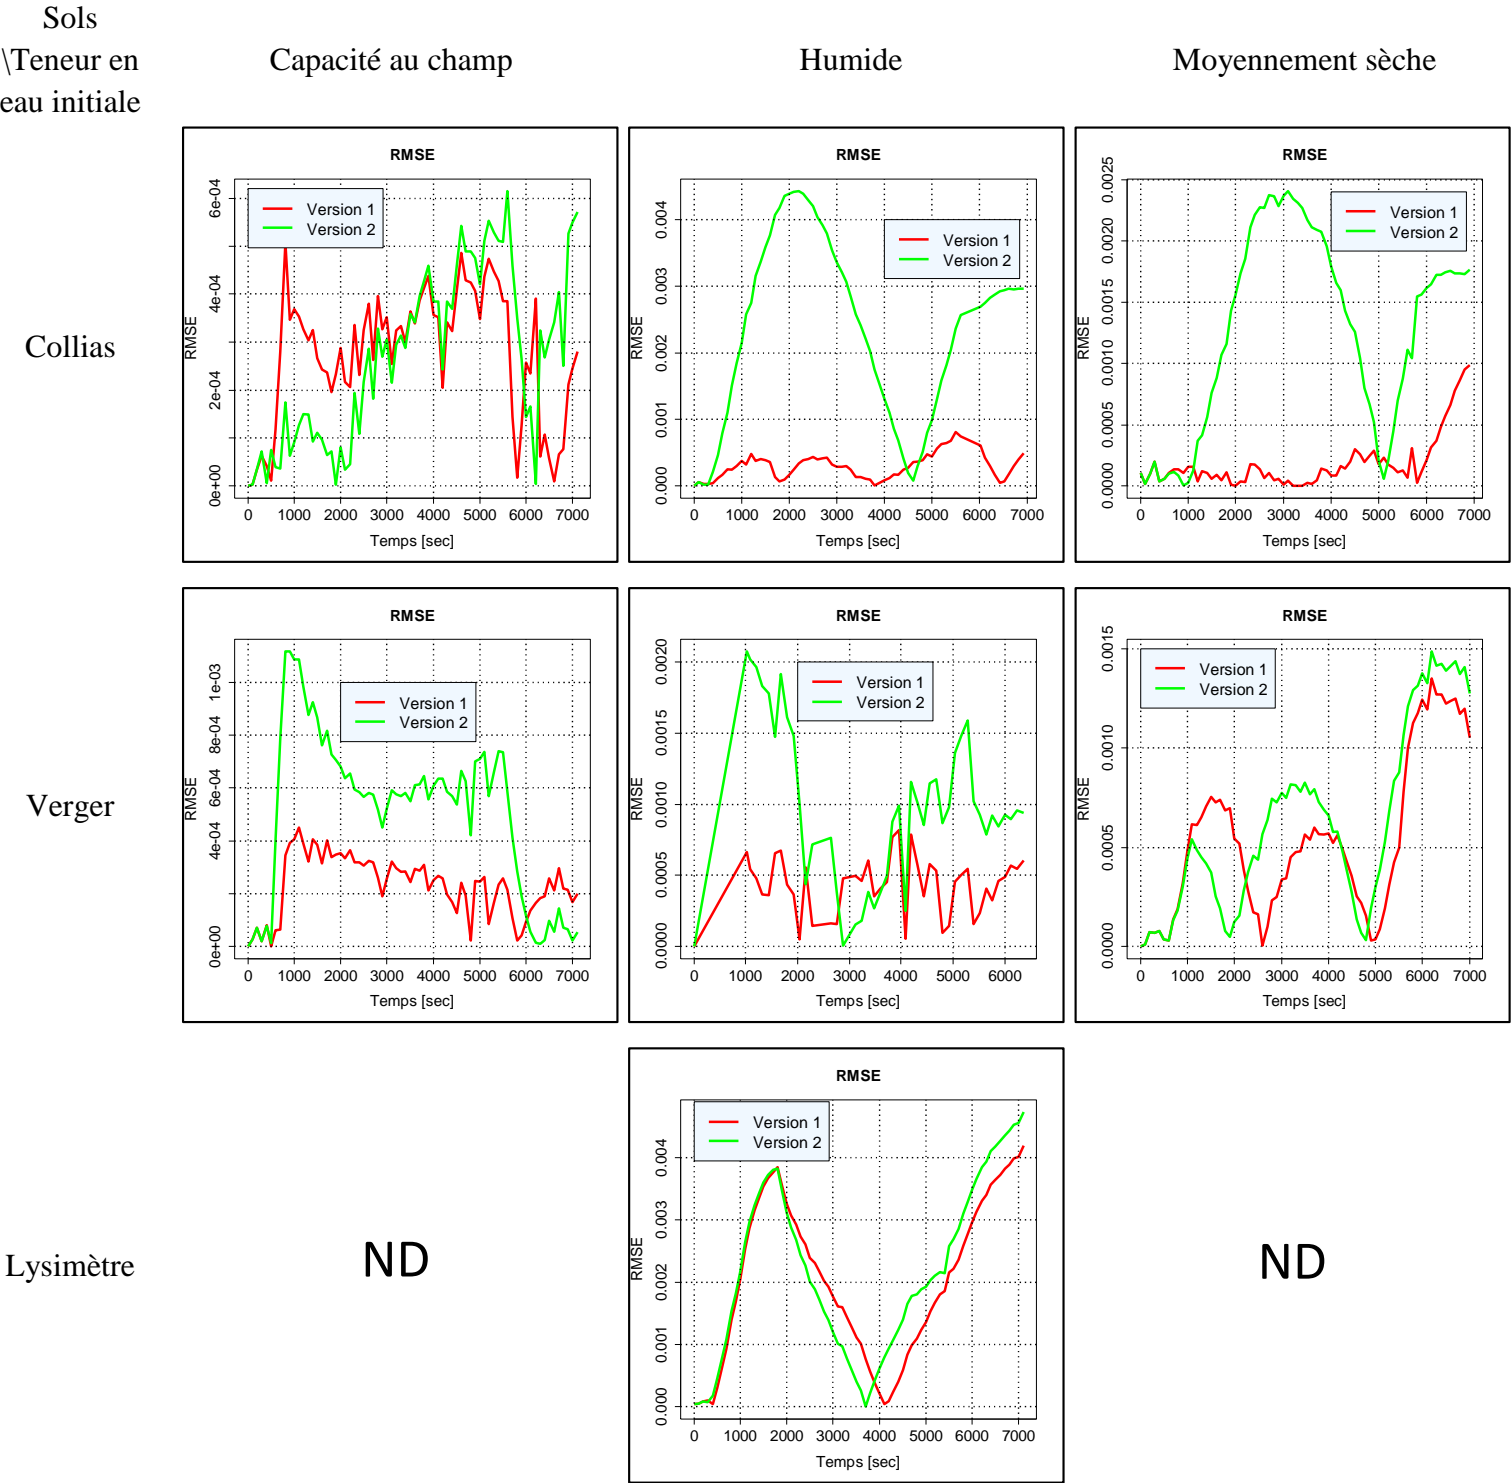 Sols
\Teneur en
eau initiale
Capacité au champ
Humide
Moyennement sèche
Collias
RMSE
Version 1
Version 2
RMSE
0e+00 2e-04 4e-04 6e-04
0 1000 2000 3000 4000 5000 6000 7000
Temps [sec]
RMSE
Version 1
Version 2
RMSE
0.000 0.001 0.002 0.003 0.004
0 1000 2000 3000 4000 5000 6000 7000
Temps [sec]
RMSE
Version 1
Version 2
RMSE
0.0000 0.0005 0.0010 0.0015 0.0020 0.0025
0 1000 2000 3000 4000 5000 6000 7000
Temps [sec]
Verger
RMSE
Version 1
Version 2
RMSE
0e+00 4e-04 6e-04 8e-04 1e-03
0 1000 2000 3000 4000 5000 6000 7000
Temps [sec]
RMSE
Version 1
Version 2
RMSE
0.0000 0.0005 0.0010 0.0015 0.0020
0 1000 2000 3000 4000 5000 6000
Temps [sec]
RMSE
Version 1
Version 2
RMSE
0.0000 0.0005 0.0010 0.0015
0 1000 2000 3000 4000 5000 6000 7000
Temps [sec]
Lysimètre
ND
RMSE
Version 1
Version 2
RMSE
0.000 0.001 0.002 0.003 0.004
0 1000 2000 3000 4000 5000 6000 7000
Temps [sec]
ND